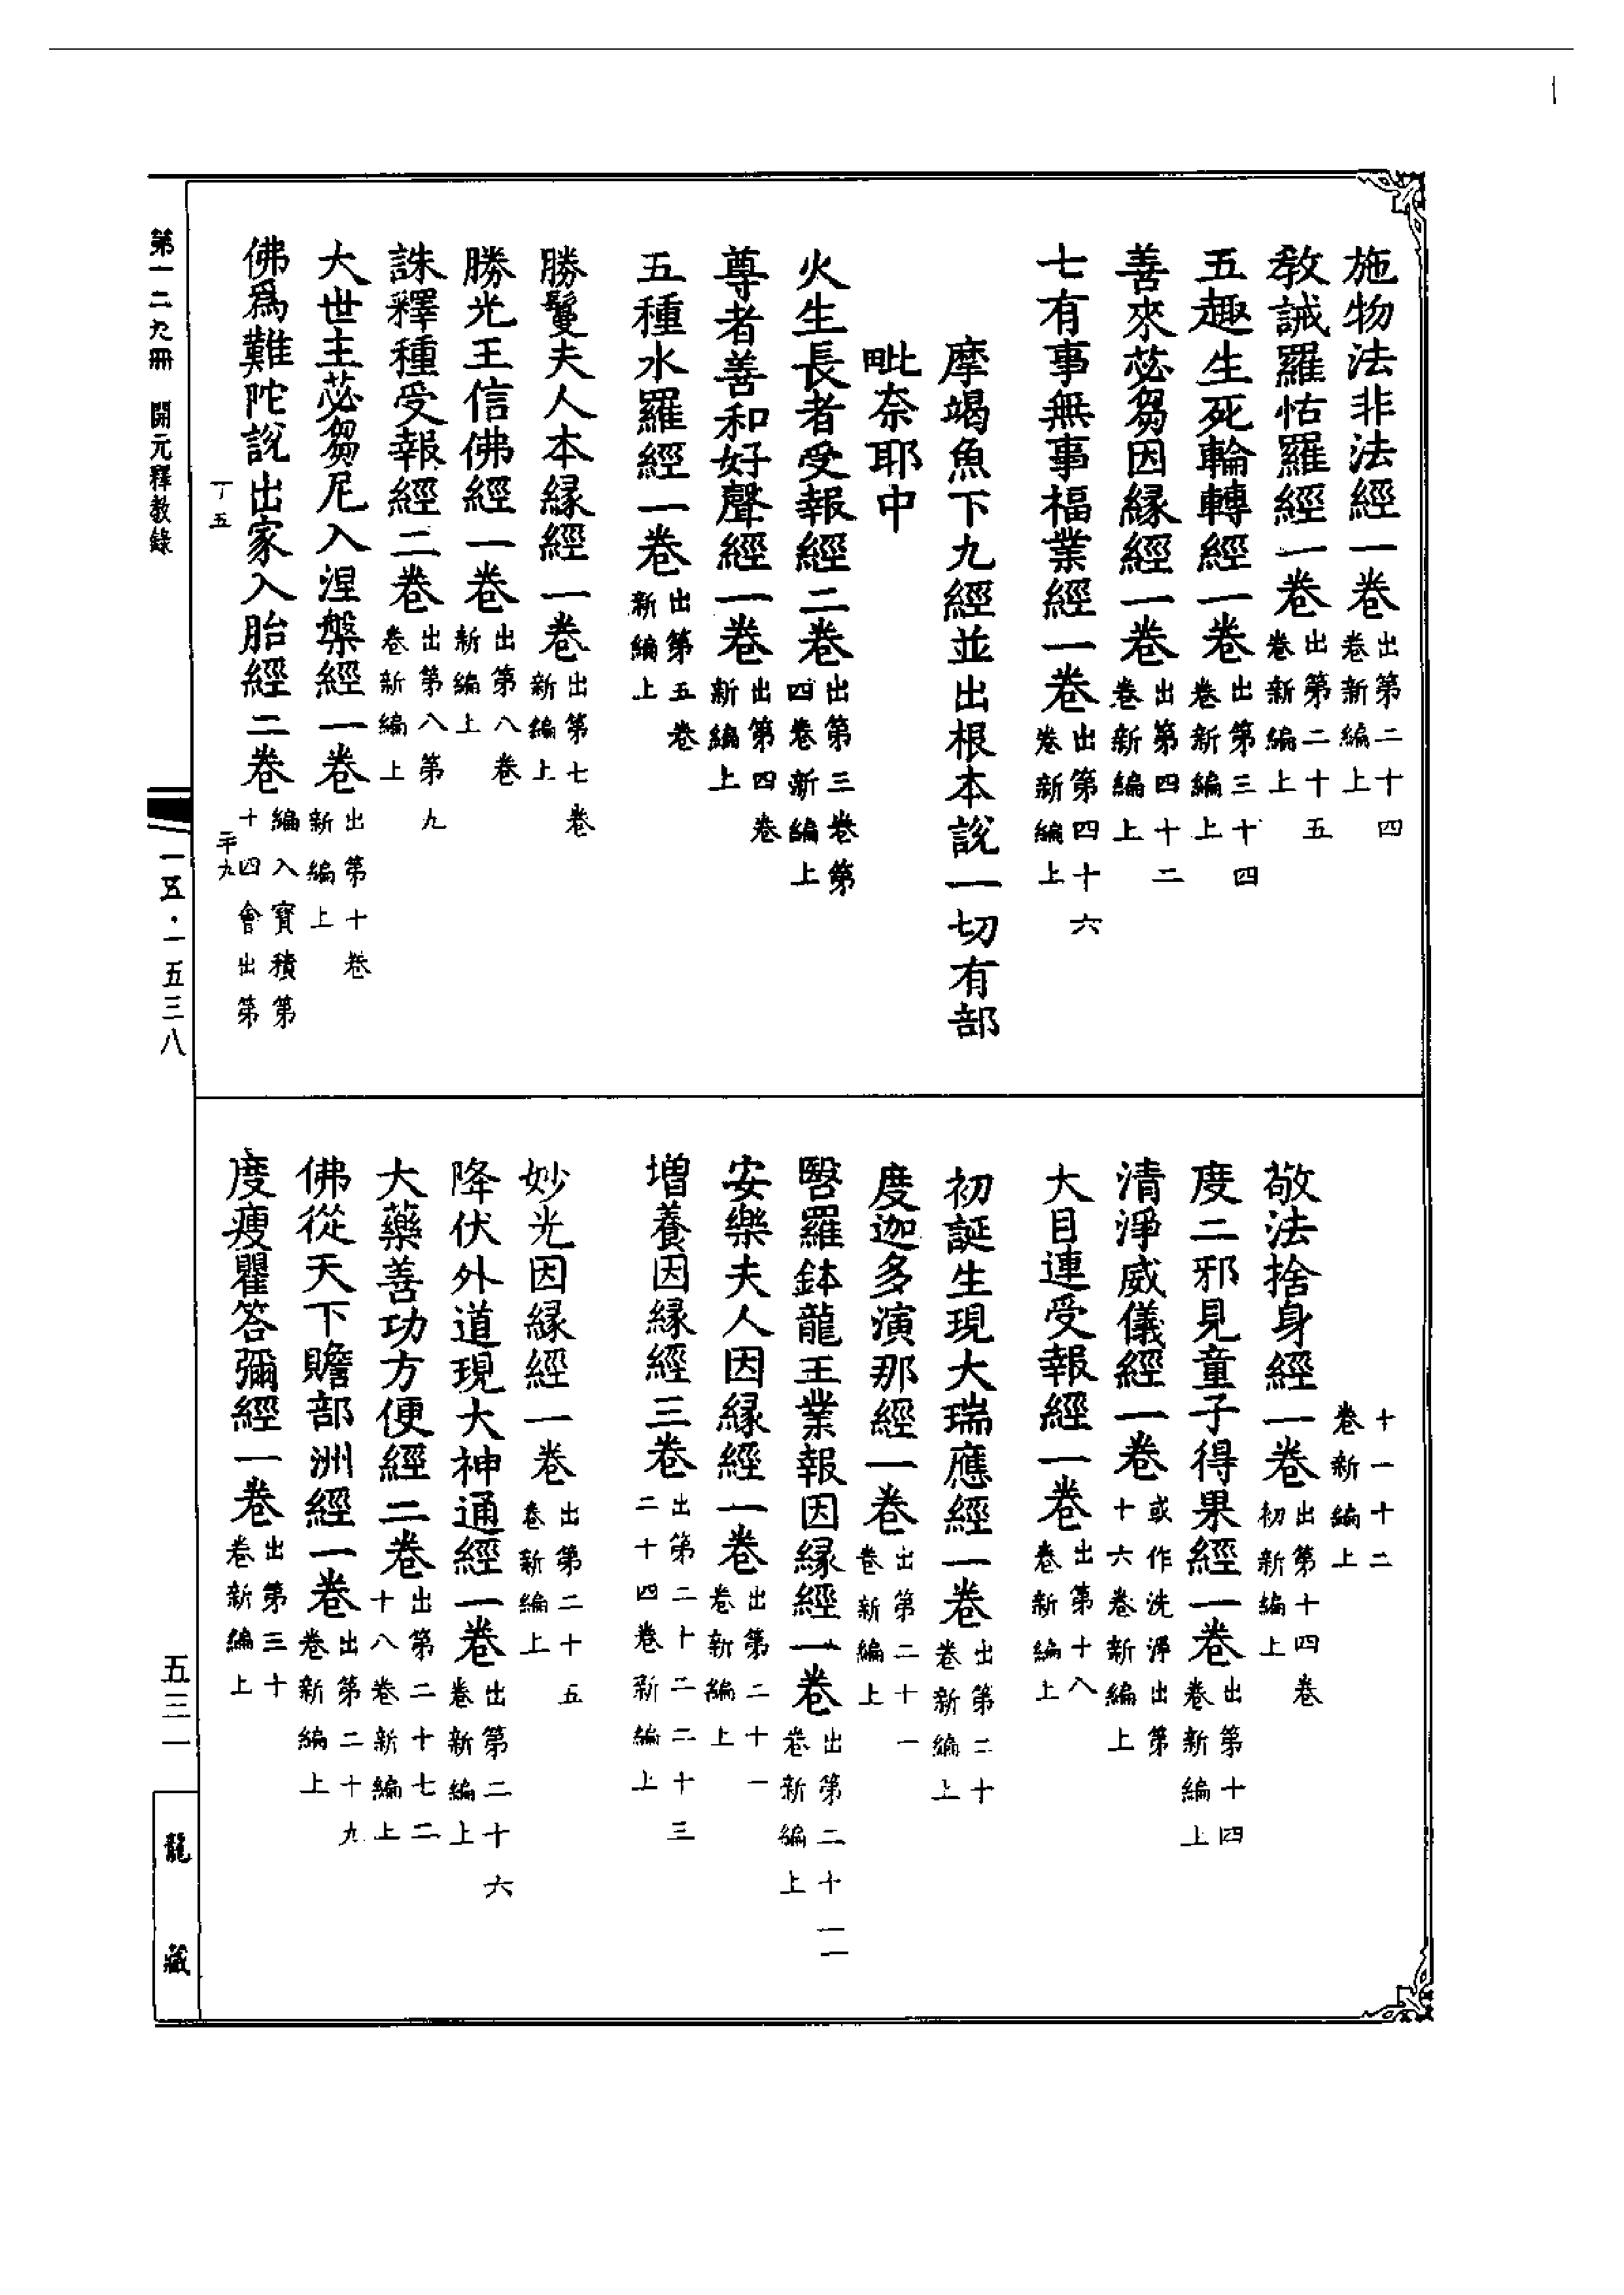 施物法非法經一卷出第二十四卷新編上
教誡羅怙羅經一卷出第二十五卷新編上
五趣生死輪轉經一卷出第三十四卷新編上
善來苾芻因緣經一卷出第四十二卷新編上
七有事無事福業經一卷出第四十六卷新編上
摩竭魚下九經並出根本說一切有部
毗奈耶中
火生長者受報經二卷出第三卷第四卷新編上
尊者善和好聲經一卷出第四卷新編上
五種水羅經一卷出第五卷新編上
勝鬘夫人本緣經一卷出第七卷新編上
勝光王信佛經一卷出第八卷新編上
誅釋種受報經二卷出第八第九卷新編上
大世主苾芻尼入涅槃經一卷出第十卷新編上
佛為難陀說出家入胎經二卷編入寶積第十四會出第
十一十二卷新編上
敬法捨身經一卷出第十四卷初新編上
度二邪見童子得果經一卷出第十四卷新編上
清淨威儀經一卷或作洗淨出第十六卷新編上
大目連受報經一卷出第十八卷新編上
初誕生現大瑞應經一卷出第二十卷新編上
度迦多演那經一卷出第二十一卷新編上
瞖羅鉢龍王業報因緣經一卷出第二十一卷新編上
安樂夫人因緣經一卷出第二十一卷新編上
增養因緣經三卷出第二十二二十三二十四卷新編上
妙光因緣經一卷出第二十五卷新編上
降伏外道現大神通經一卷出第二十六卷新編上
大藥善功方便經二卷出第二十七二十八卷新編上
佛從天下贍部洲經一卷出第二十九卷新編上
度瘦瞿答彌經一卷出第三十卷新編上
第一二九冊 開元釋教錄
一五·一五三八
五三一
龍藏